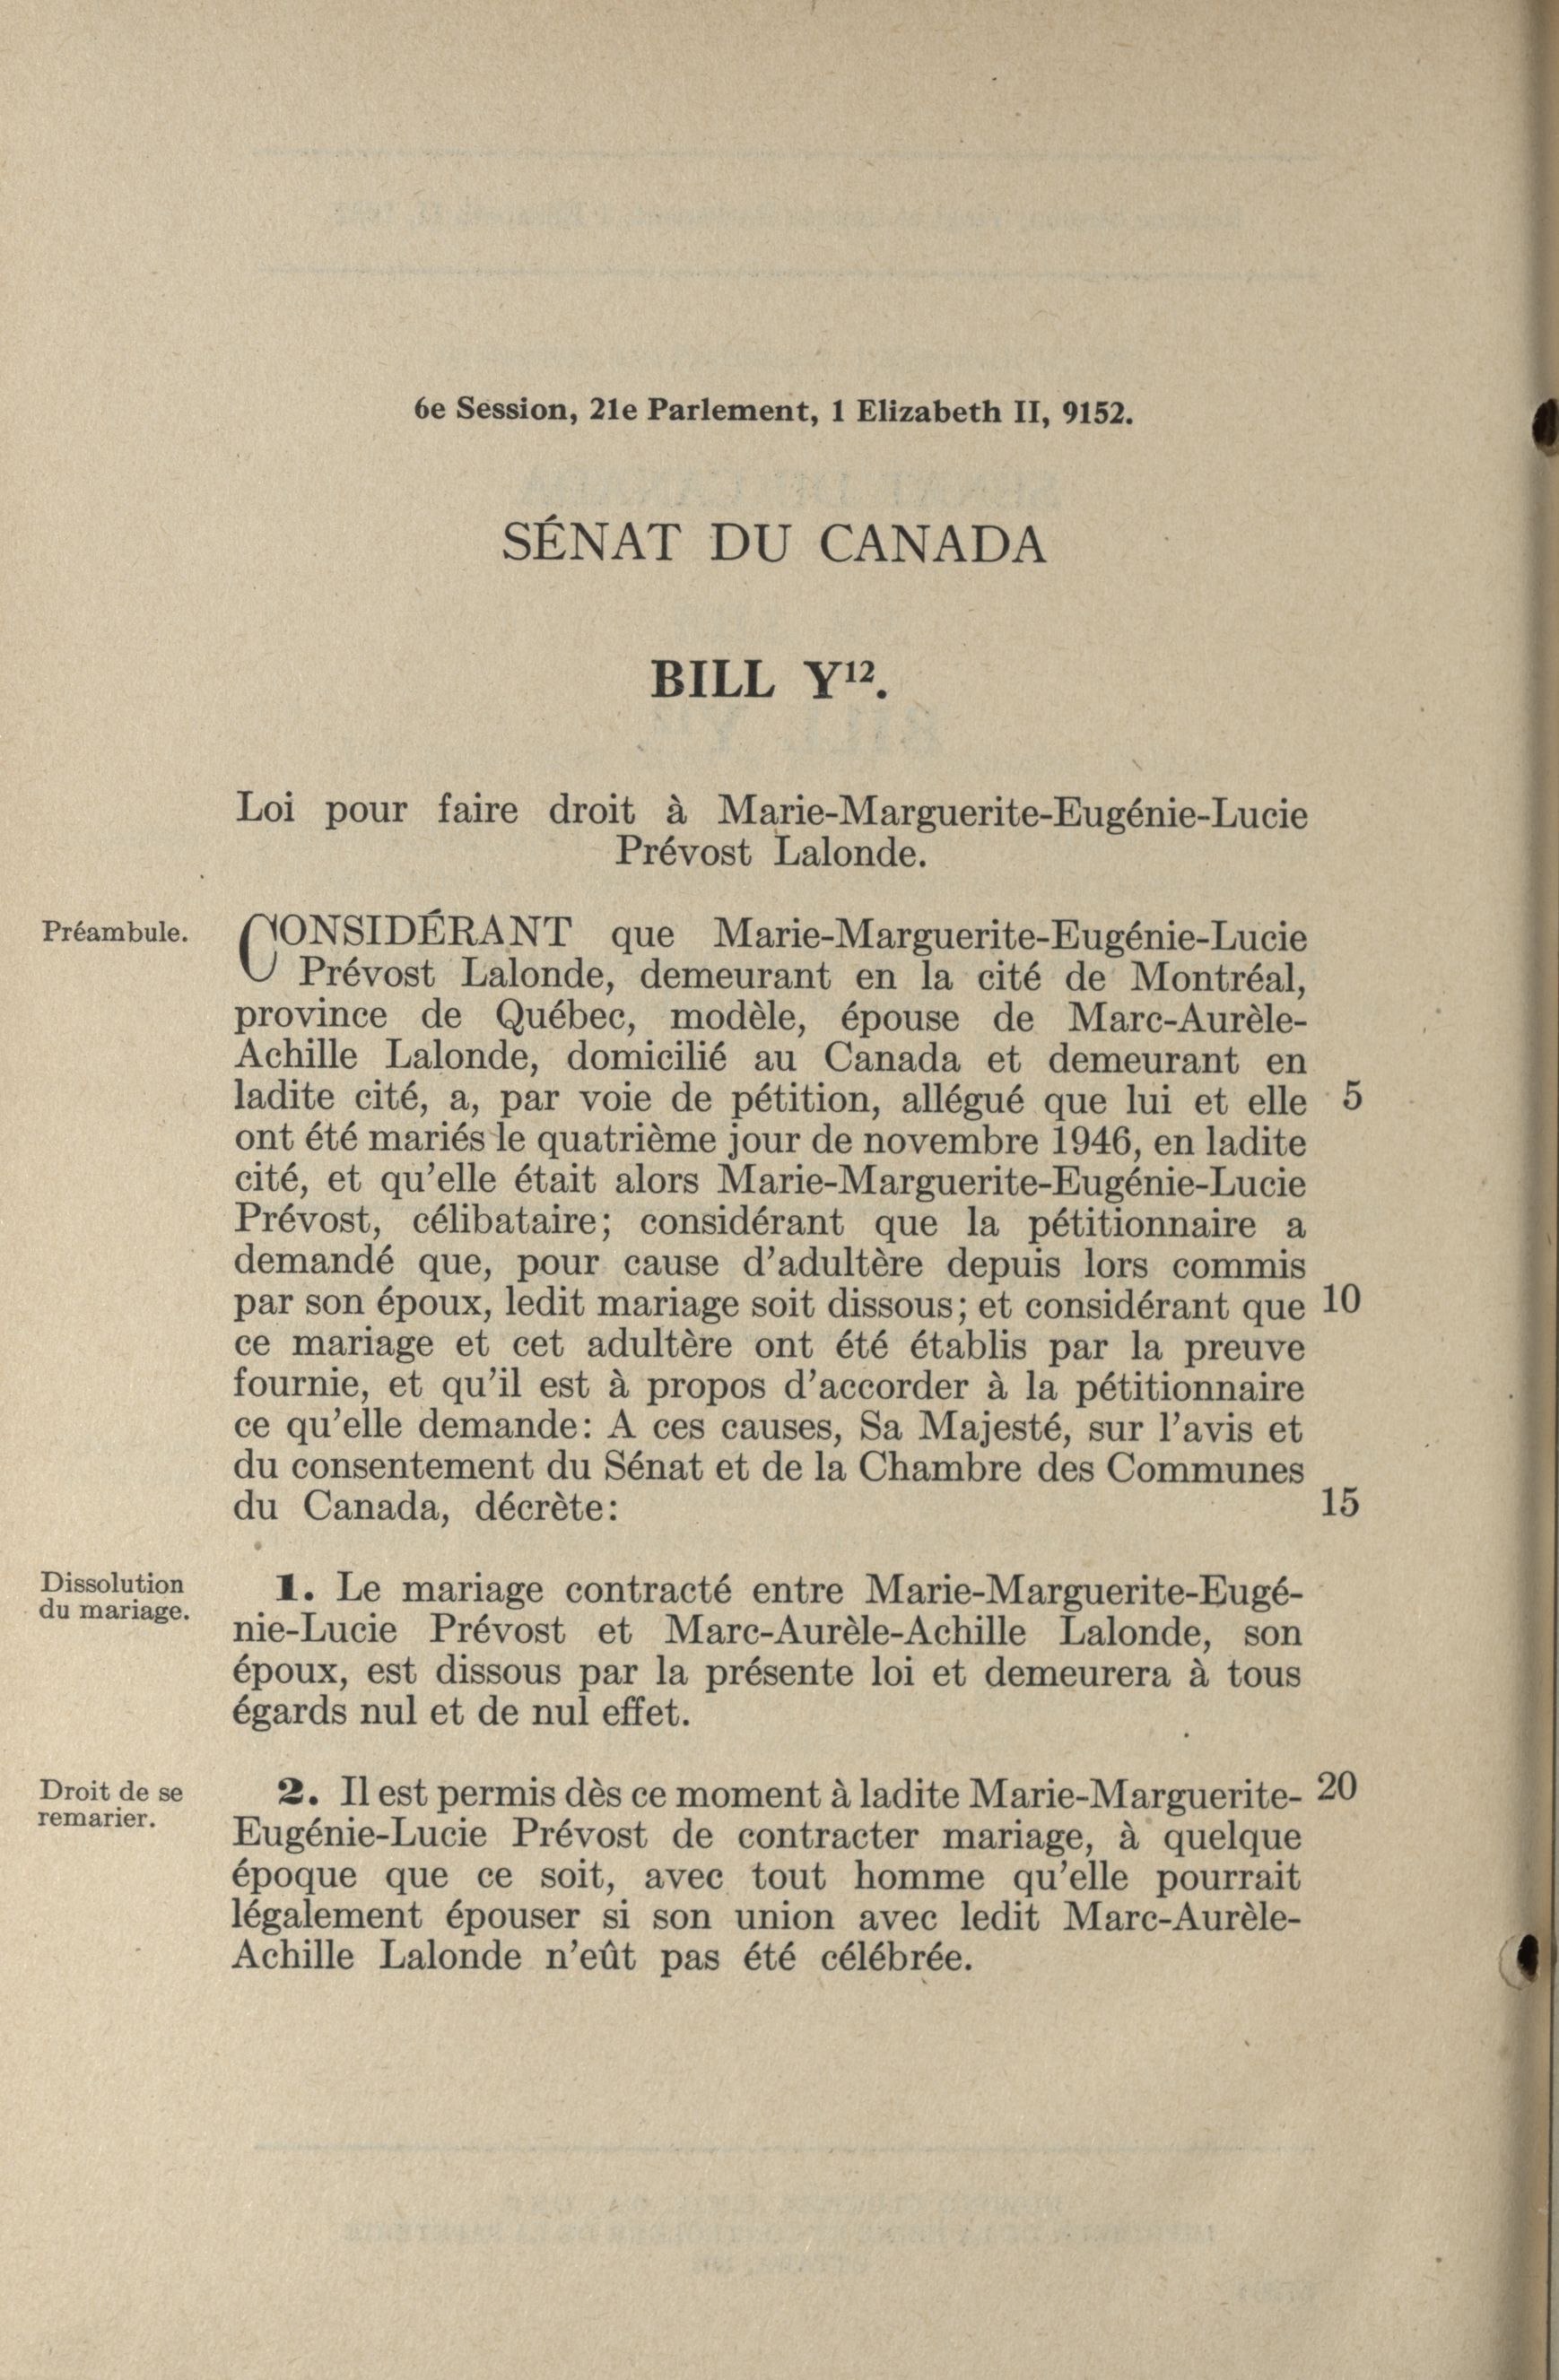 6e Session, 21e Parlement, 1 Elizabeth II, 9152.
SÉNAT DU CANADA
BILL Y¹².
Loi pour faire droit à Marie-Marguerite-Eugénie-Lucie
Prévost Lalonde.
Préambule.
CONSIDÉRANT que Marie-Marguerite-Eugénie-Lucie
Prévost Lalonde, demeurant en la cité de Montréal,
province de Québec, modèle, épouse de Marc-Aurèle-
Achille Lalonde, domicilié au Canada et demeurant en
ladite cité, a, par voie de pétition, allégué que lui et elle 5
ont été mariés le quatrième jour de novembre 1946, en ladite
cité, et qu'elle était alors Marie-Marguerite-Eugénie-Lucie
Prévost, célibataire; considérant que la pétitionnaire a
demandé que, pour cause d'adultère depuis lors commis
par son époux, ledit mariage soit dissous; et considérant que 10
ce mariage et cet adultère ont été établis par la preuve
fournie, et qu'il est à propos d'accorder à la pétitionnaire
ce qu'elle demande: A ces causes, Sa Majesté, sur l'avis et
du consentement du Sénat et de la Chambre des Communes
du Canada, décrète: 15
Dissolution
du mariage.
1. Le mariage contracté entre Marie-Marguerite-Eugé-
nie-Lucie Prévost et Marc-Aurèle-Achille Lalonde, son
époux, est dissous par la présente loi et demeurera à tous
égards nul et de nul effet.
Droit de se
remarier.
2. Il est permis dès ce moment à ladite Marie-Marguerite- 20
Eugénie-Lucie Prévost de contracter mariage, à quelque
époque que ce soit, avec tout homme qu'elle pourrait
légalement épouser si son union avec ledit Marc-Aurèle-
Achille Lalonde n'eût pas été célébrée.